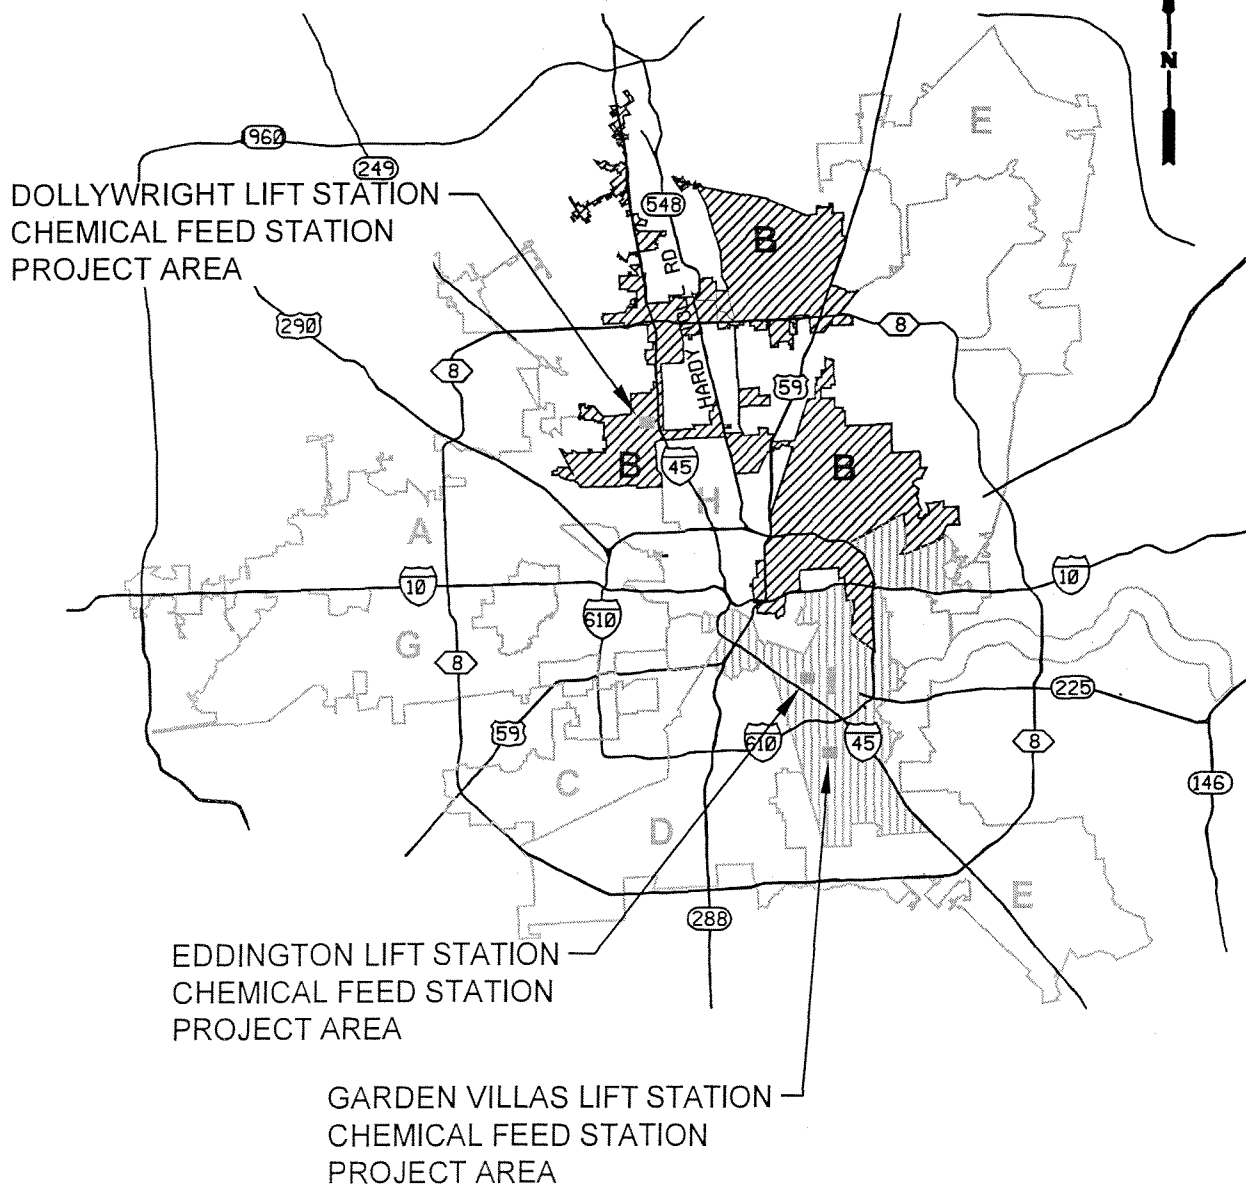 N
E
960
249
DOLLYWRIGHT LIFT STATION
CHEMICAL FEED STATION
PROJECT AREA
548
B
HARDY
RD
290
8
8
59
B
45
B
H
A
10
10
610
G
8
225
59
610
45
8
C
146
D
E
288
EDDINGTON LIFT STATION
CHEMICAL FEED STATION
PROJECT AREA
GARDEN VILLAS LIFT STATION
CHEMICAL FEED STATION
PROJECT AREA